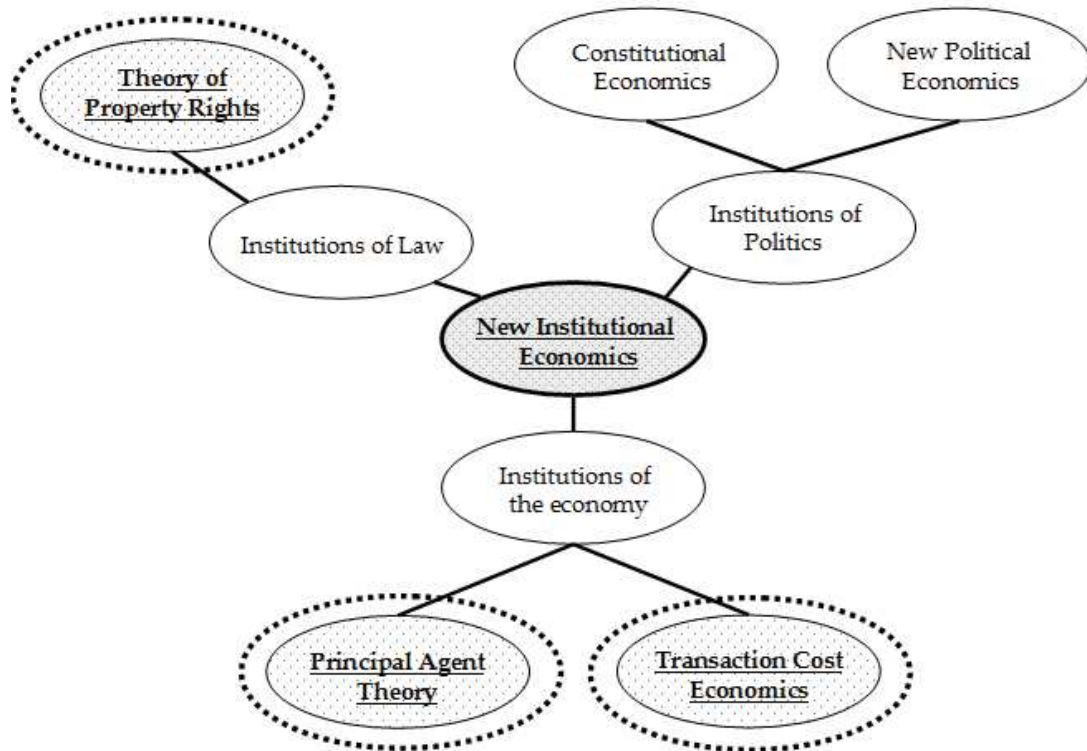 Theory of
Property Rights
Constitutional
Economics
New Political
Economics
Institutions of Law
Institutions of
Politics
New Institutional
Economics
Institutions of
the economy
Principal Agent
Theory
Transaction Cost
Economics